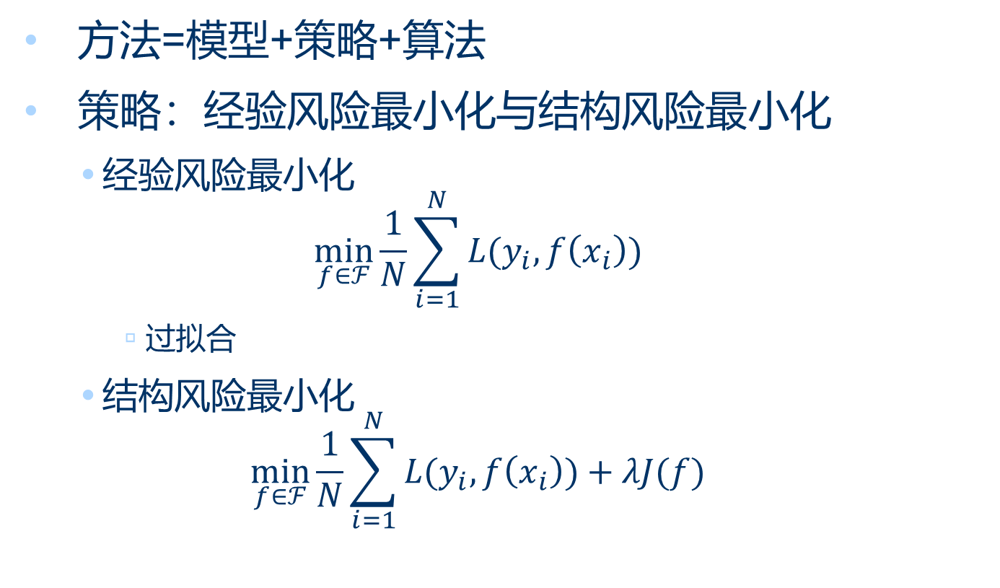 • 方法=模型+策略+算法
• 策略：经验风险最小化与结构风险最小化
• 经验风险最小化
$$\min_{f \in \mathcal{F}} \frac{1}{N} \sum_{i=1}^{N} L(y_i, f(x_i))$$
▫ 过拟合
• 结构风险最小化
$$\min_{f \in \mathcal{F}} \frac{1}{N} \sum_{i=1}^{N} L(y_i, f(x_i)) + \lambda J(f)$$